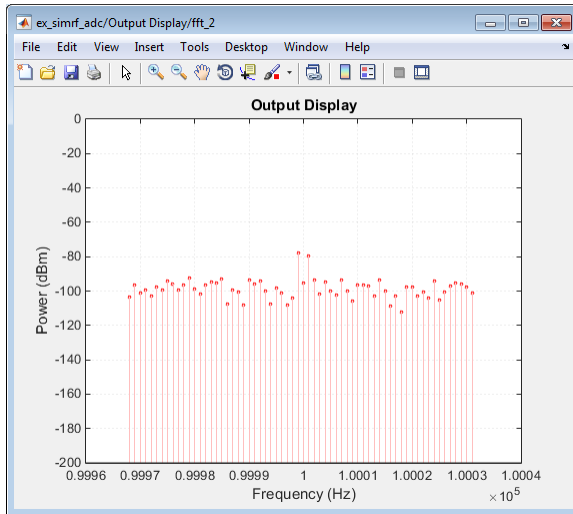 ex_simrf_adc/Output Display/fft_2
File Edit View Insert Tools Desktop Window Help
Output Display
0
-20
-40
-60
-80
-100
-120
-140
-160
-180
-200
Power (dBm)
0.9996 0.9997 0.9998 0.9999 1 1.0001 1.0002 1.0003 1.0004
Frequency (Hz)
×10⁵